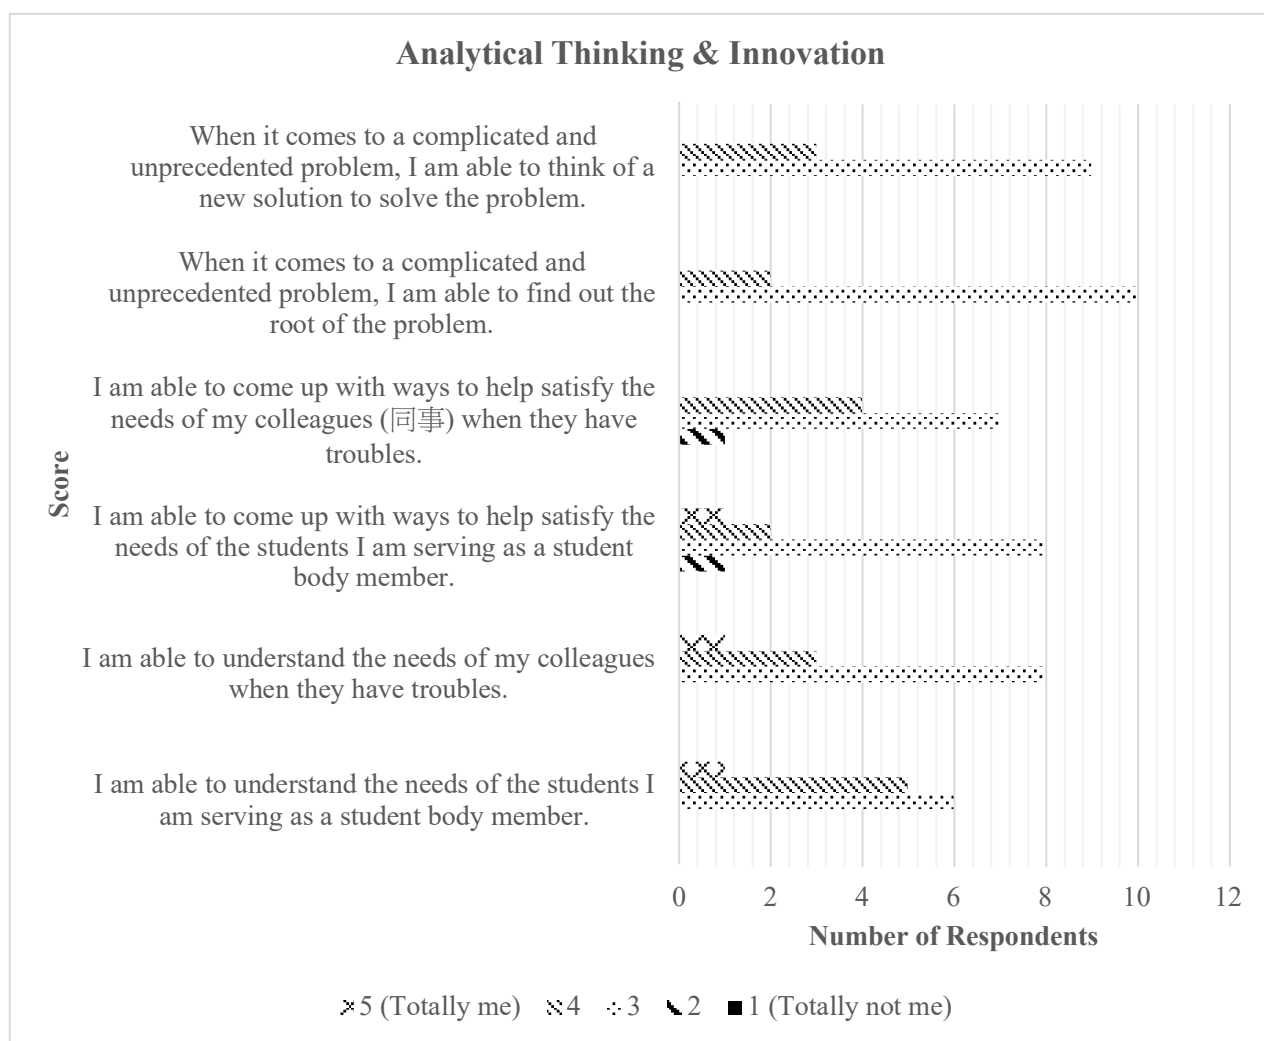 Analytical Thinking & Innovation
When it comes to a complicated and
unprecedented problem, I am able to think of a
new solution to solve the problem.
When it comes to a complicated and
unprecedented problem, I am able to find out the
root of the problem.
I am able to come up with ways to help satisfy the
needs of my colleagues (同事) when they have
troubles.
I am able to come up with ways to help satisfy the
needs of the students I am serving as a student
body member.
I am able to understand the needs of my colleagues
when they have troubles.
I am able to understand the needs of the students I
am serving as a student body member.
Score
0 2 4 6 8 10 12
Number of Respondents
5 (Totally me) 4 3 2 1 (Totally not me)